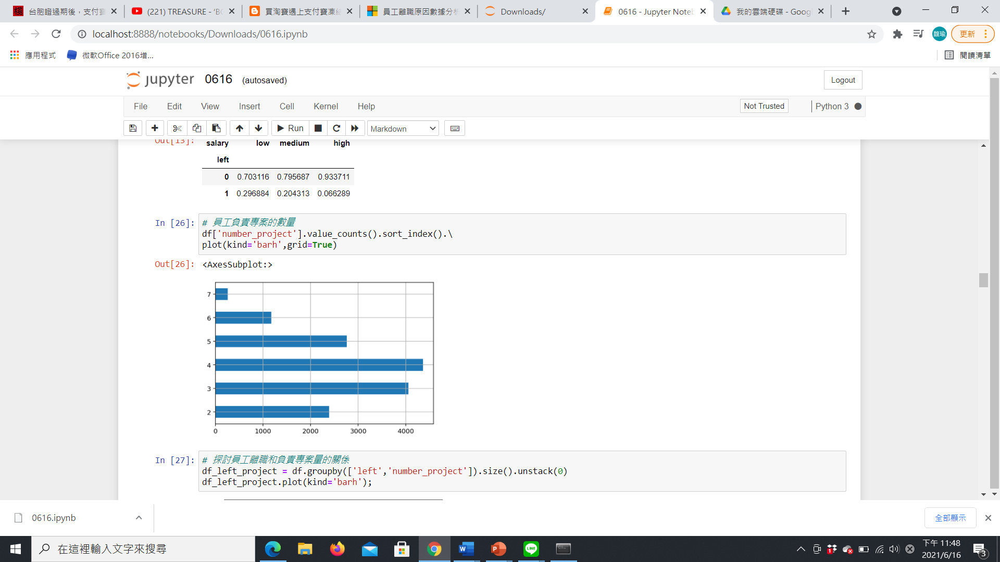 台胞證過期後，支付寶
(221) TREASURE - ‘BO
買淘寶遇上支付寶凍結
員工離職原因數據分析
Downloads/
0616 - Jupyter Noteb
我的雲端硬碟 - Goog
localhost:8888/notebooks/Downloads/0616.ipynb
馥瑜
更新
應用程式
微軟Office 2016增...
閱讀清單
jupyter 0616 (autosaved)
Logout
File Edit View Insert Cell Kernel Help
Not Trusted
Python 3
Run
Markdown
Out[13]: salary low medium high
left
0 0.703116 0.795687 0.933711
1 0.296884 0.204313 0.066289
In [26]: # 員工負責專案的數量
df['number_project'].value_counts().sort_index().\
plot(kind='barh',grid=True)
Out[26]: <AxesSubplot:>
7
6
5
4
3
2
0 1000 2000 3000 4000
In [27]: # 探討員工離職和負責專案量的關係
df_left_project = df.groupby(['left','number_project']).size().unstack(0)
df_left_project.plot(kind='barh');
0616.ipynb
全部顯示
在這裡輸入文字來搜尋
W
P
LINE
1
下午 11:48
2021/6/16
3